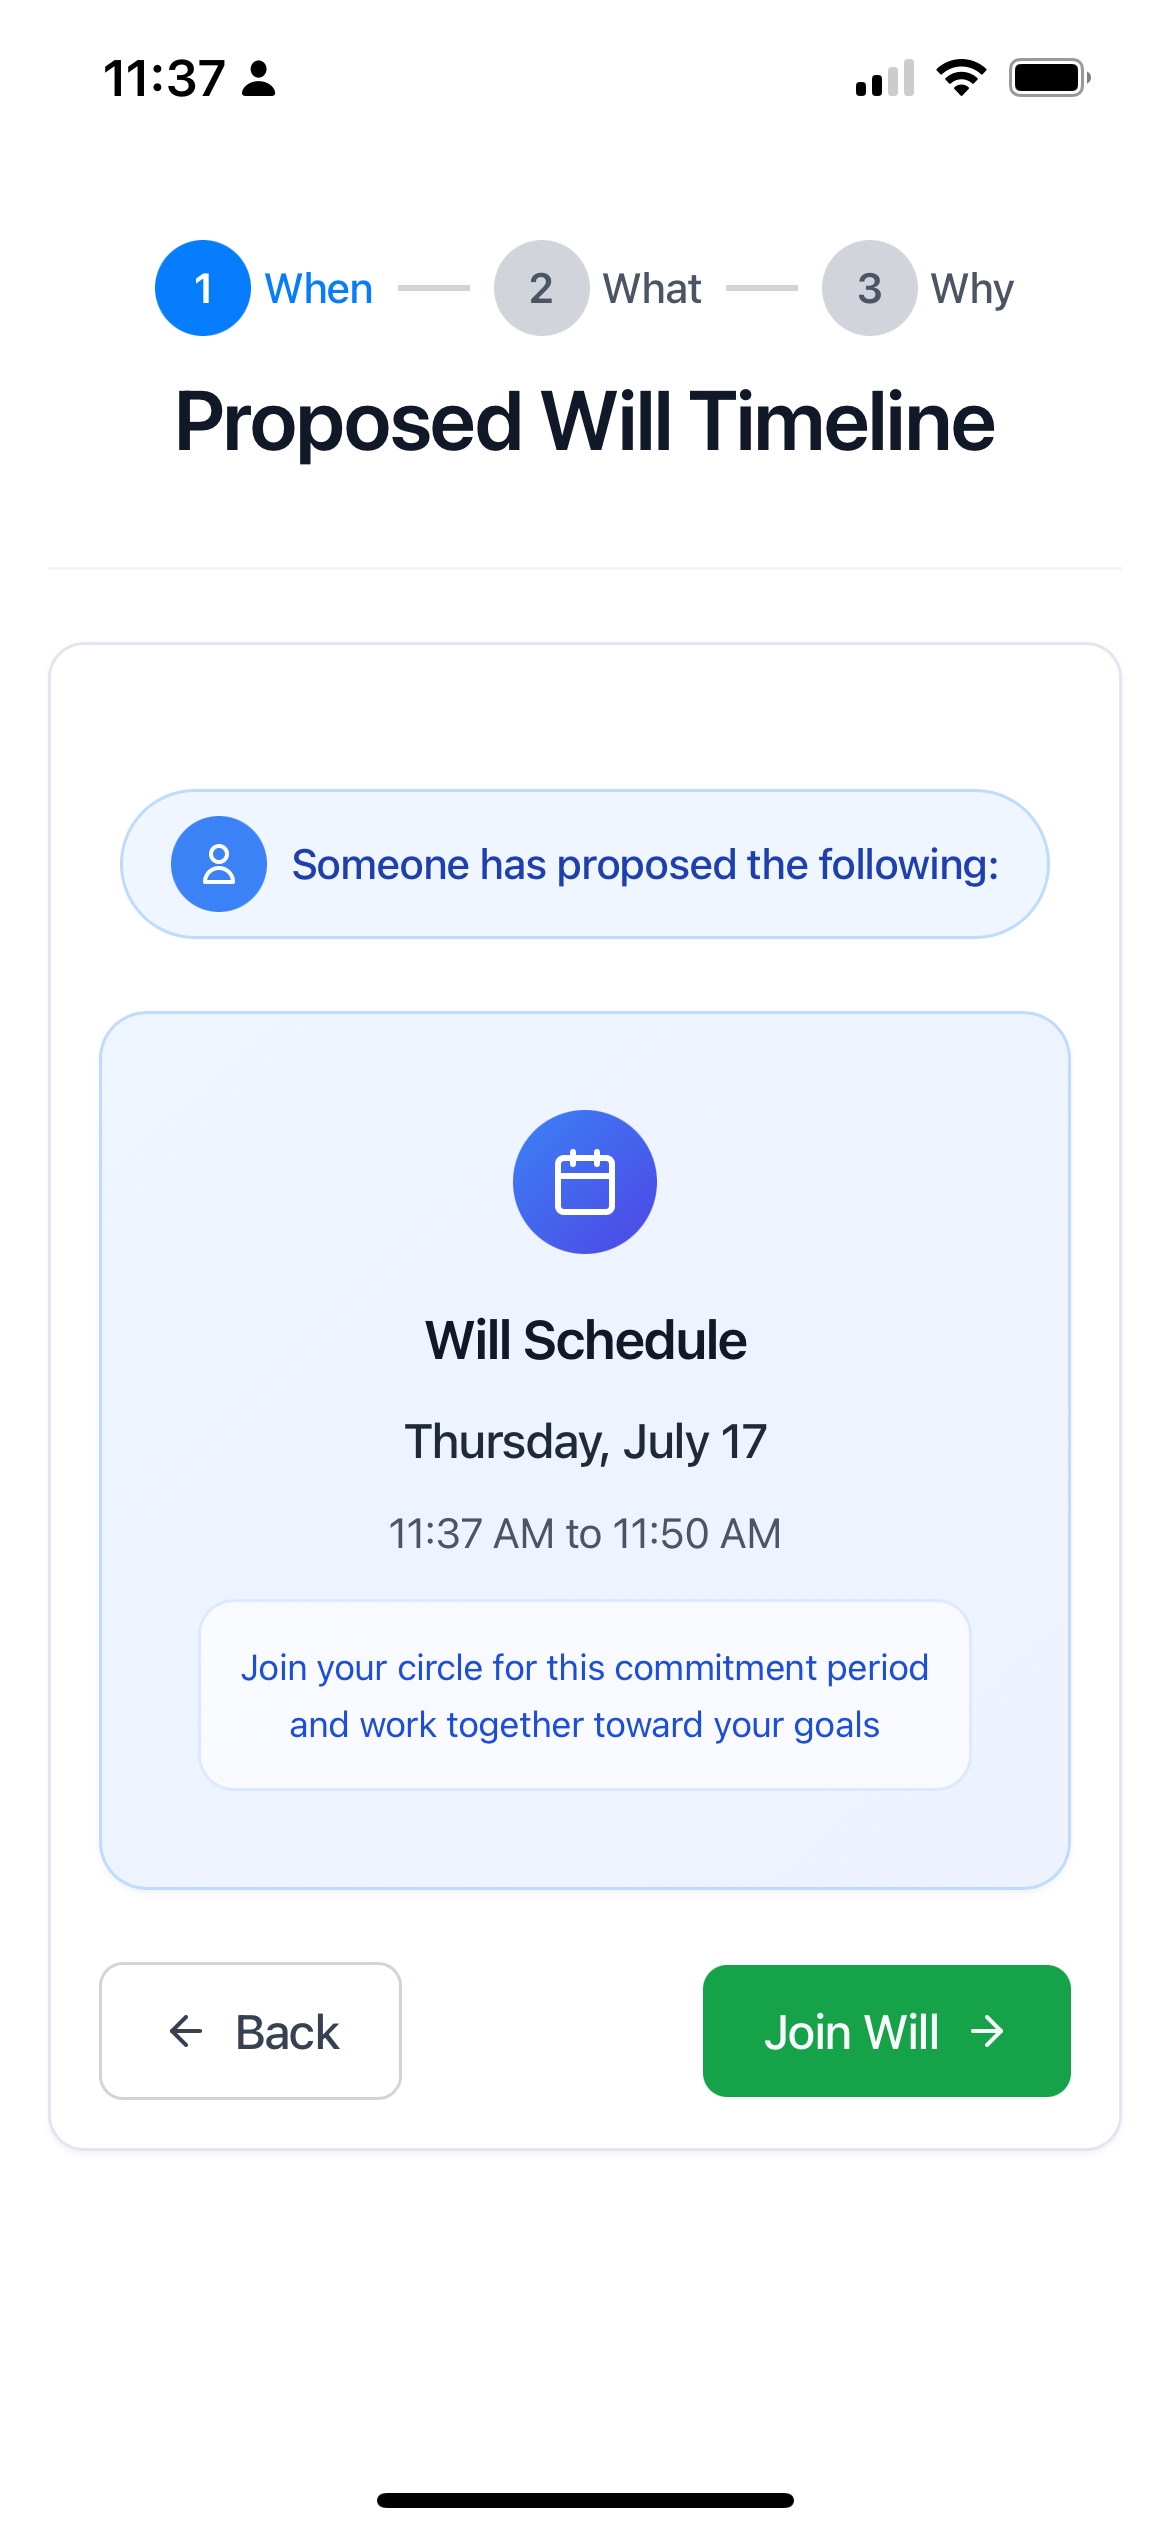 11:37
1 When 2 What 3 Why
Proposed Will Timeline
Someone has proposed the following:
Will Schedule
Thursday, July 17
11:37 AM to 11:50 AM
Join your circle for this commitment period
and work together toward your goals
Back
Join Will